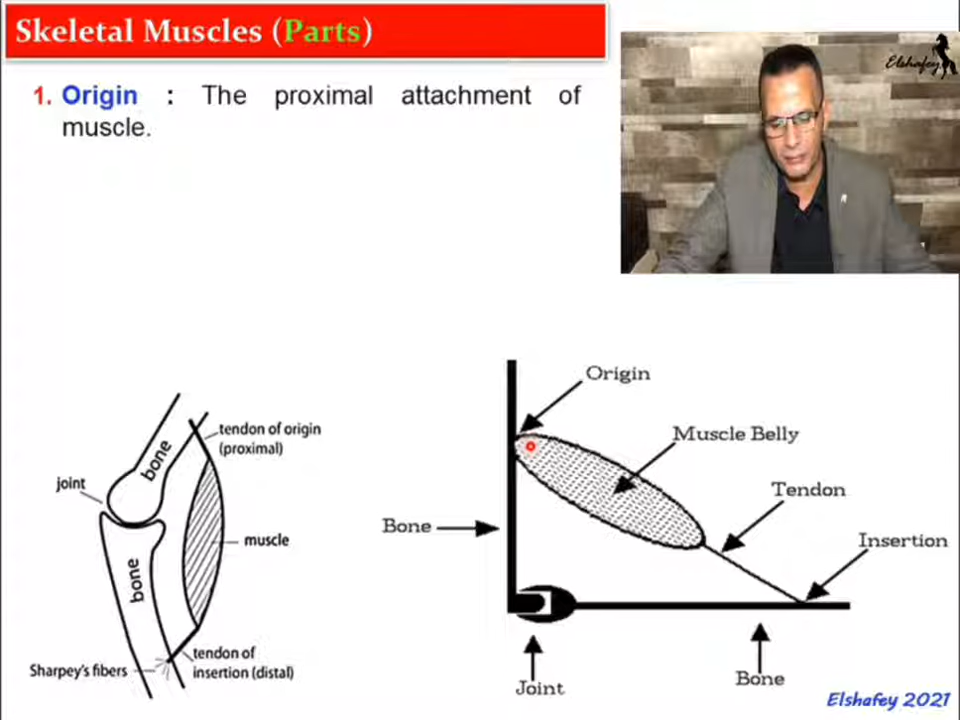 Skeletal Muscles (Parts)
Elshafey
1. Origin : The proximal attachment of
muscle.
Origin
tendon of origin
(proximal)
Muscle Belly
joint
bone
Tendon
Bone
muscle
Insertion
bone
tendon of
insertion (distal)
Sharpey's fibers
Joint
Bone
Elshafey 2021